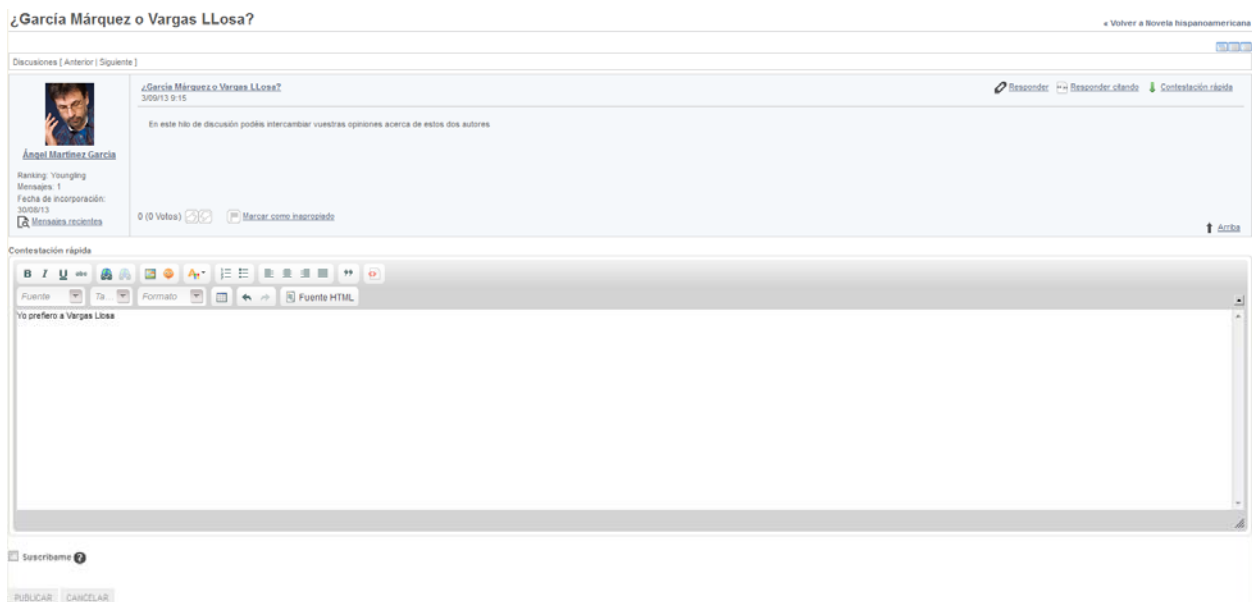 ¿García Márquez o Vargas LLosa?
« Volver a Novela hispanoamericana
Discusiones [ Anterior | Siguiente ]
¿García Márquez o Vargas LLosa?
3/09/13 9:15
Responder Responder citando Contestación rápida
En este hilo de discusión podéis intercambiar vuestras opiniones acerca de estos dos autores
Ángel Martínez García
Ranking: Youngling
Mensajes: 1
Fecha de incorporación:
30/08/13
Mensajes recientes
0 (0 Votos) Marcar como inapropiado
Arriba
Contestación rápida
B I U abc
Fuente Ta... Formato Fuente HTML
Yo prefiero a Vargas Llosa
Suscríbame ?
PUBLICAR CANCELAR